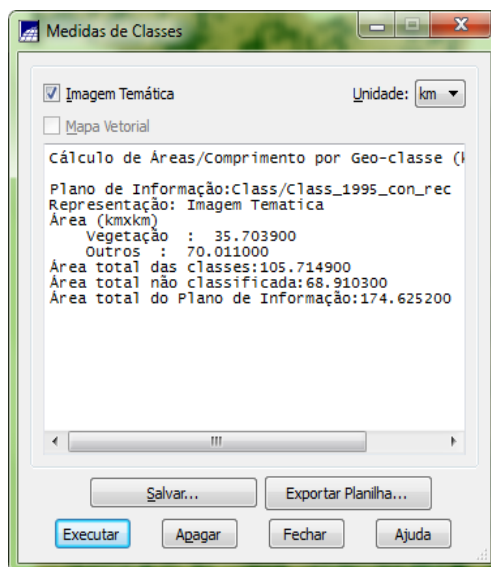 Medidas de Classes
Imagem Temática Unidade: km
Mapa Vetorial
Cálculo de Áreas/Comprimento por Geo-classe
Plano de Informação:Class/Class_1995_con_rec
Representação: Imagem Tematica
Área (kmxkm)
Vegetação : 35.703900
Outros : 70.011000
Área total das classes:105.714900
Área total não classificada:68.910300
Área total do Plano de Informação:174.625200
Salvar... Exportar Planilha...
Executar Apagar Fechar Ajuda